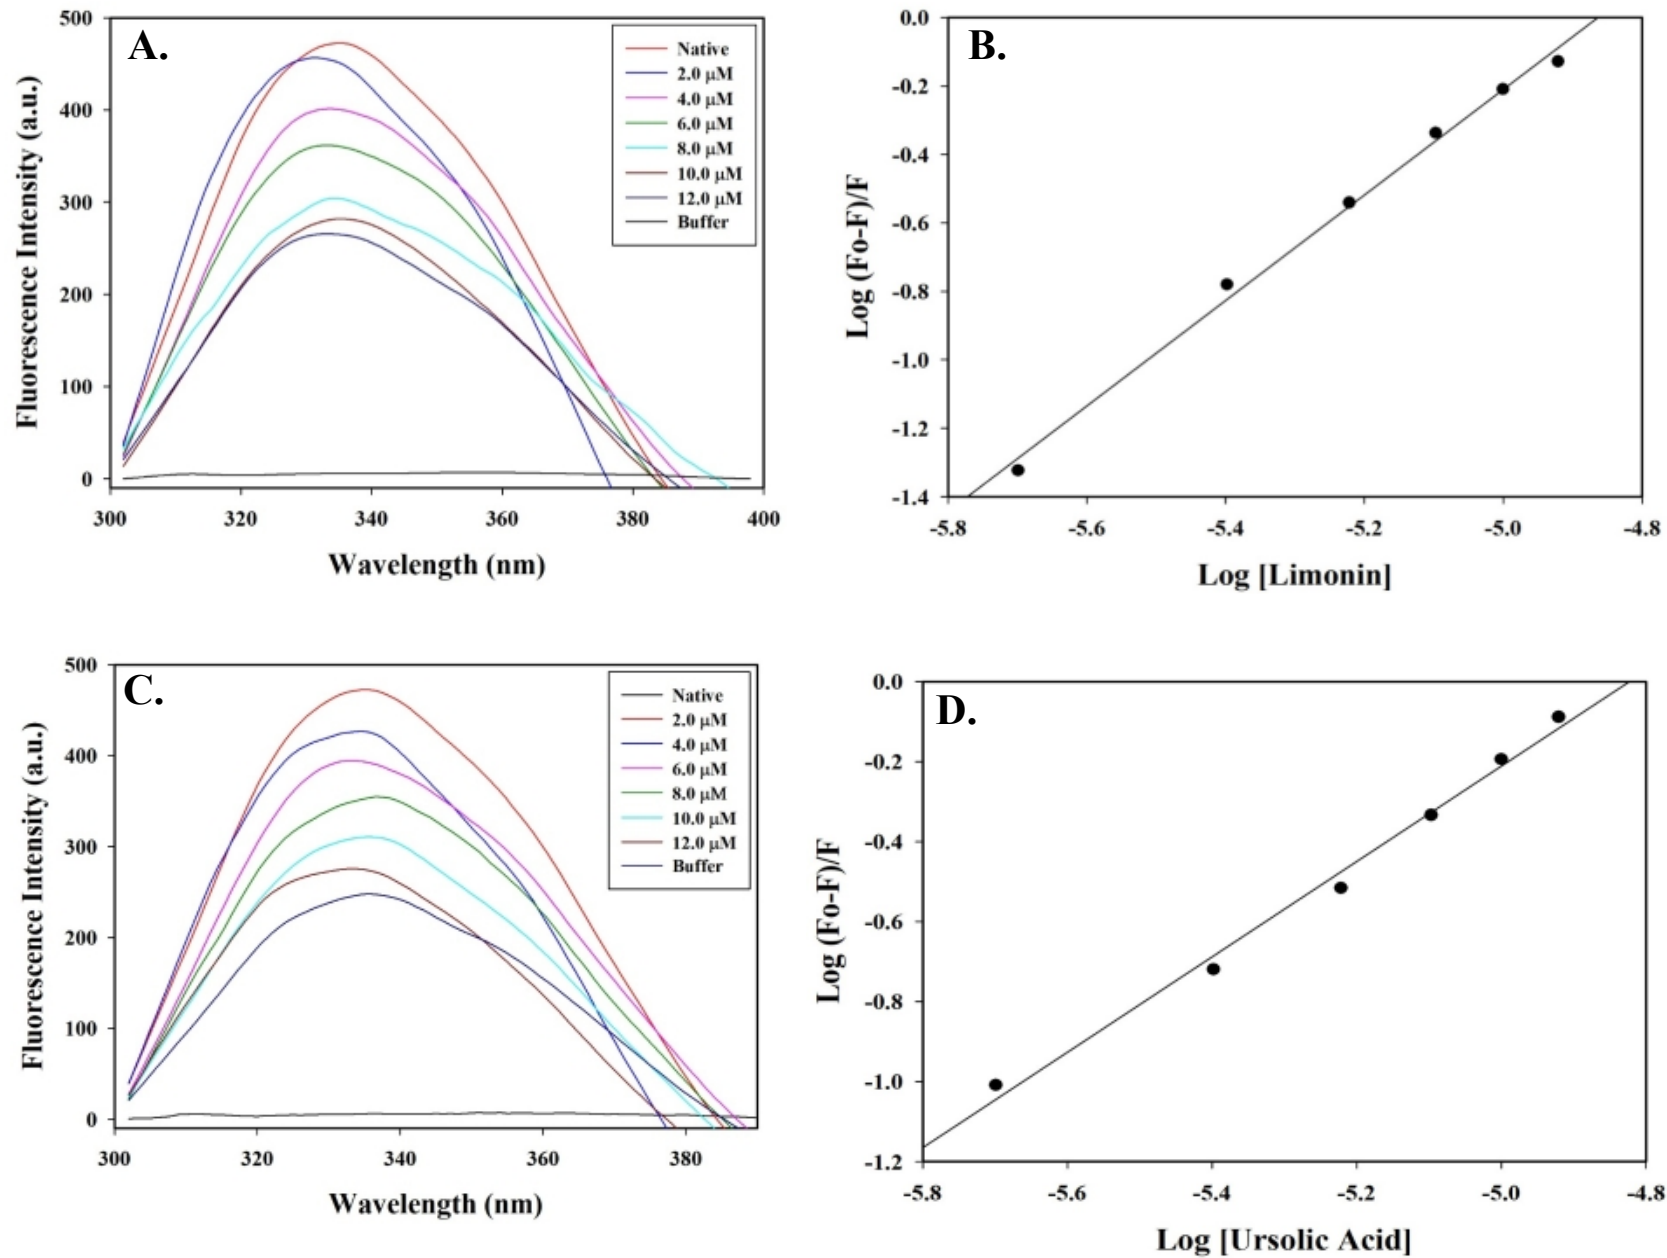 A.
500
400
300
200
100
0
300 320 340 360 380 400
Fluorescence Intensity (a.u.)
Wavelength (nm)
Native
2.0 μM
4.0 μM
6.0 μM
8.0 μM
10.0 μM
12.0 μM
Buffer
B.
0.0
-0.2
-0.4
-0.6
-0.8
-1.0
-1.2
-1.4
-5.8 -5.6 -5.4 -5.2 -5.0 -4.8
Log (Fo-F)/F
Log [Limonin]
C.
500
400
300
200
100
0
300 320 340 360 380
Fluorescence Intensity (a.u.)
Wavelength (nm)
Native
2.0 μM
4.0 μM
6.0 μM
8.0 μM
10.0 μM
12.0 μM
Buffer
D.
0.0
-0.2
-0.4
-0.6
-0.8
-1.0
-1.2
-5.8 -5.6 -5.4 -5.2 -5.0 -4.8
Log (Fo-F)/F
Log [Ursolic Acid]